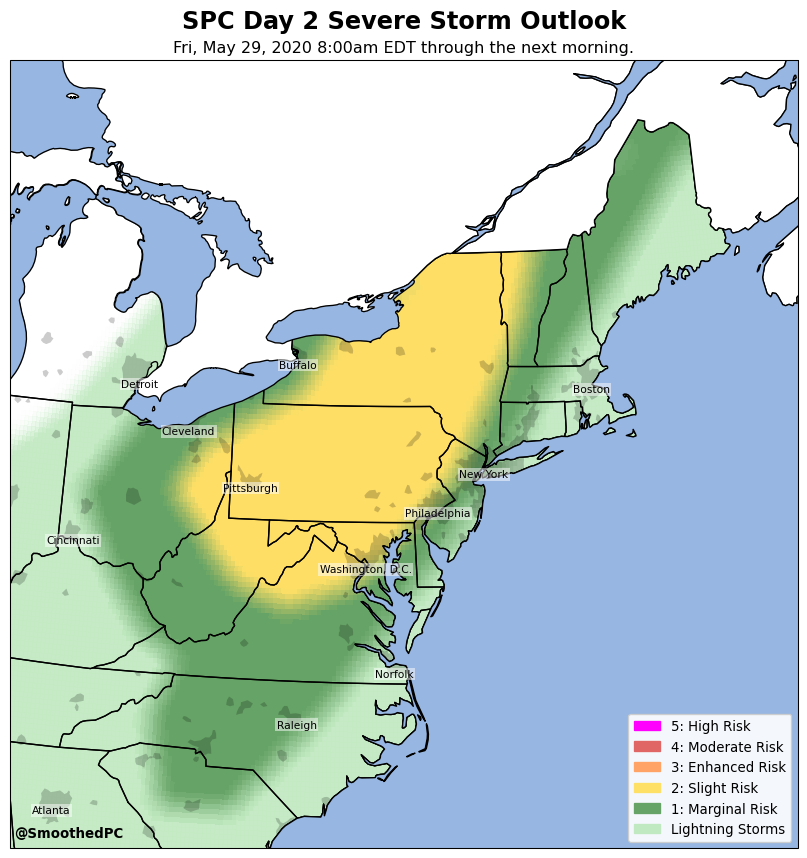 SPC Day 2 Severe Storm Outlook
Fri, May 29, 2020 8:00am EDT through the next morning.
Buffalo
Detroit
Boston
Cleveland
New York
Pittsburgh
Philadelphia
Cincinnati
Washington, D.C.
Norfolk
Raleigh
Atlanta
5: High Risk
4: Moderate Risk
3: Enhanced Risk
2: Slight Risk
1: Marginal Risk
Lightning Storms
@SmoothedPC